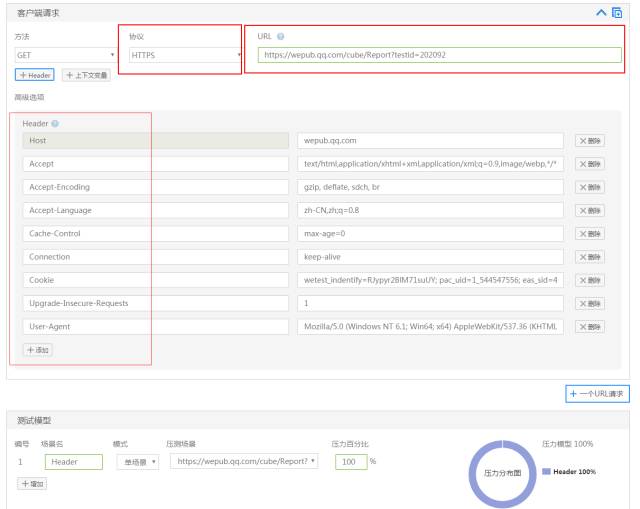 客户端请求
方法 协议 URL
GET HTTPS https://wepub.qq.com/cube/Report?testid=202092
+ Header + 上下文变量
高级选项
Header
Host wepub.qq.com ×删除
Accept text/html,application/xhtml+xml,application/xml;q=0.9,image/webp,*/* ×删除
Accept-Encoding gzip, deflate, sdch, br ×删除
Accept-Language zh-CN,zh;q=0.8 ×删除
Cache-Control max-age=0 ×删除
Connection keep-alive ×删除
Cookie wetest_indentify=RJypyr2BIM71suUY; pac_uid=1_544547556; eas_sid=4 ×删除
Upgrade-Insecure-Requests 1 ×删除
User-Agent Mozilla/5.0 (Windows NT 6.1; Win64; x64) AppleWebKit/537.36 (KHTML ×删除
+添加
+ 一个URL请求
测试模型
编号 场景名 模式 压测场景 压力百分比 压力模型 100%
1 Header 单场景 https://wepub.qq.com/cube/Report? 100 % 压力分布图 Header 100%
+增加